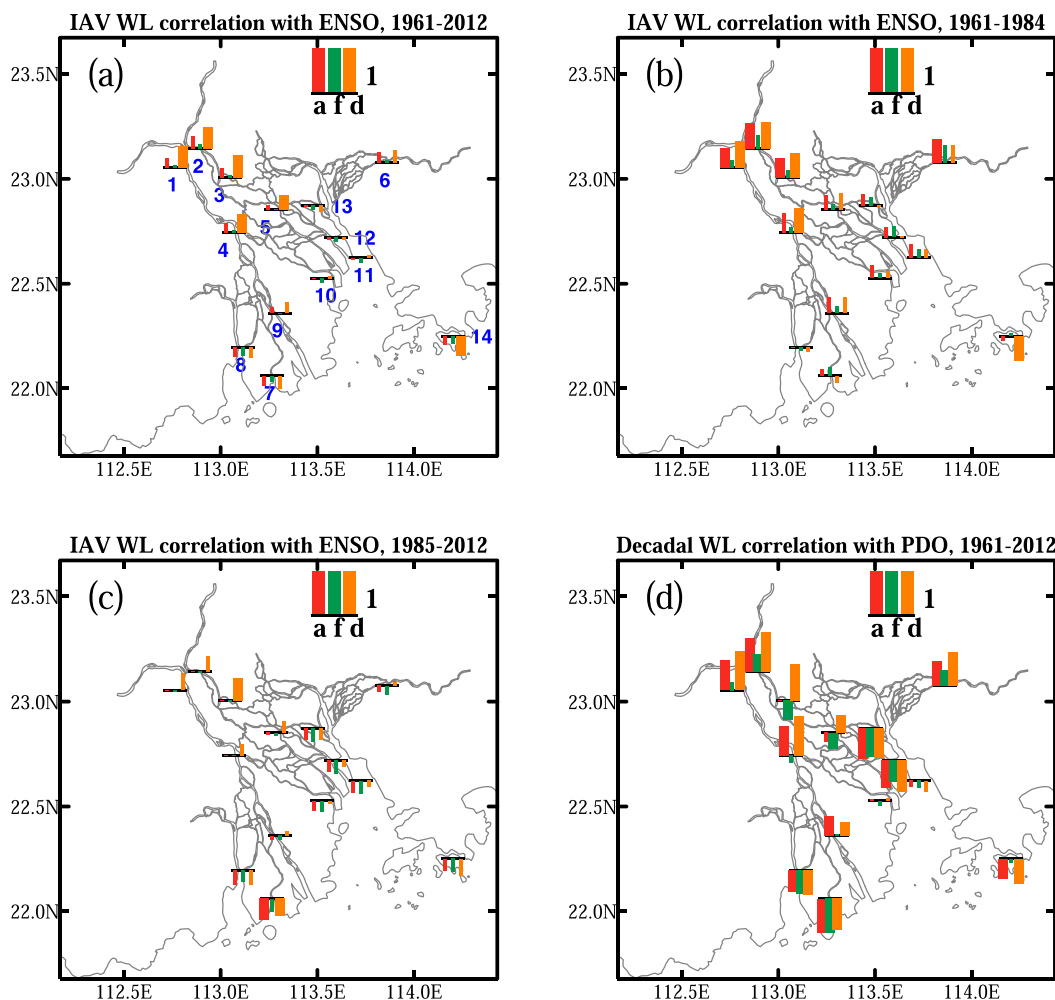 IAV WL correlation with ENSO, 1961-2012
(a)
1
a f d
23.5N
23.0N
22.5N
22.0N
1
2
3
4
5
6
7
8
9
10
11
12
13
14
112.5E 113.0E 113.5E 114.0E
IAV WL correlation with ENSO, 1961-1984
(b)
1
a f d
23.5N
23.0N
22.5N
22.0N
112.5E 113.0E 113.5E 114.0E
IAV WL correlation with ENSO, 1985-2012
(c)
1
a f d
23.5N
23.0N
22.5N
22.0N
112.5E 113.0E 113.5E 114.0E
Decadal WL correlation with PDO, 1961-2012
(d)
1
a f d
23.5N
23.0N
22.5N
22.0N
112.5E 113.0E 113.5E 114.0E